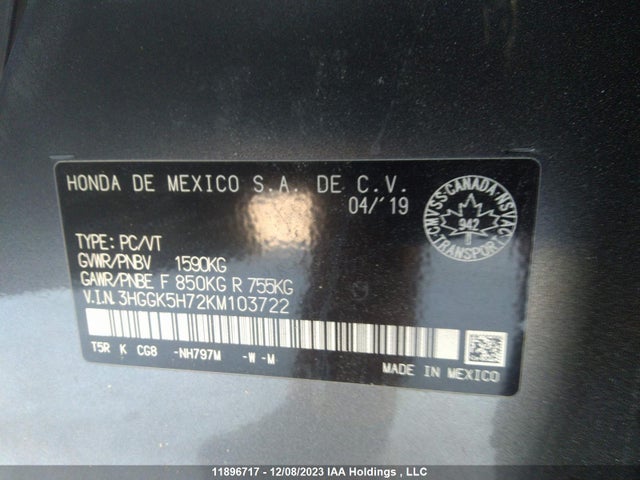 HONDA DE MEXICO S.A. DE C.V.
04/'19
CMVSS·CANADA·NSVAC
942
TRANSPORT
TYPE: PC/VT
GVWR/PNBV 1590KG
GAWR/PNBE F 850KG R 755KG
V.I.N. 3HGGK5H72KM103722
T5R K CG8 -NH797M -W-M
MADE IN MEXICO
11896717 - 12/08/2023 IAA Holdings , LLC